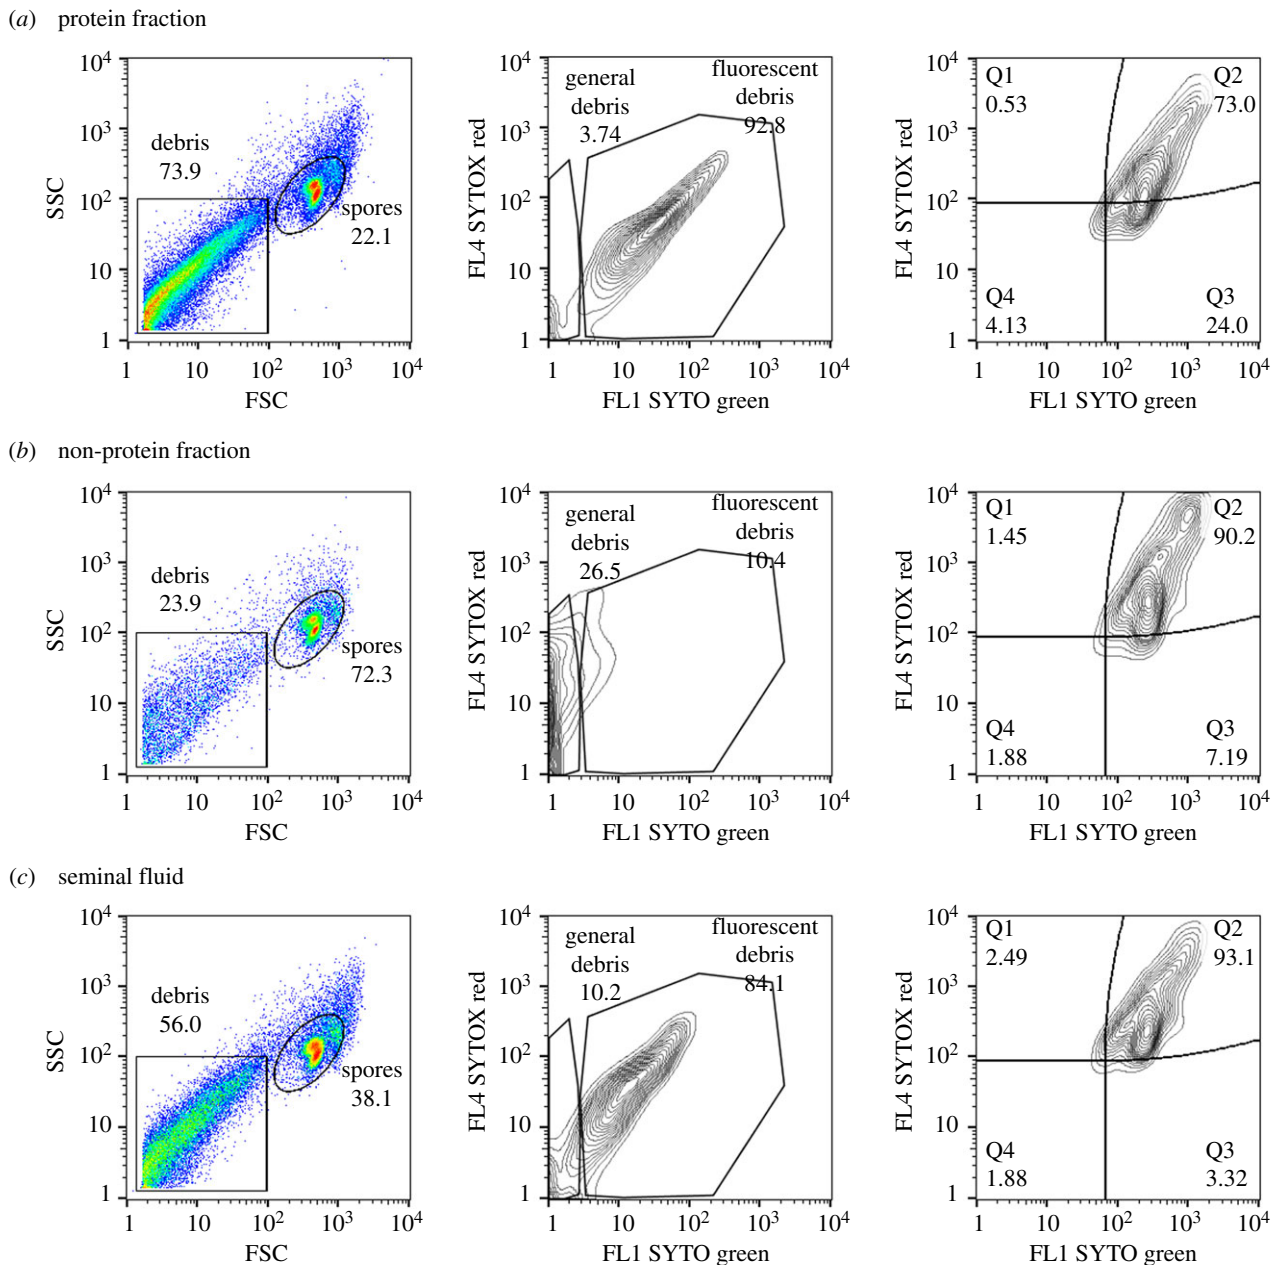 (a) protein fraction
10⁴
10³
10²
10
1
SSC
debris
73.9
spores
22.1
1 10 10² 10³ 10⁴
FSC
10⁴
10³
10²
10
1
FL4 SYTOX red
general
debris
3.74
fluorescent
debris
92.8
1 10 10² 10³ 10⁴
FL1 SYTO green
10⁴
10³
10²
10
1
FL4 SYTOX red
Q1
0.53
Q2
73.0
Q4
4.13
Q3
24.0
1 10 10² 10³ 10⁴
FL1 SYTO green
(b) non-protein fraction
10⁴
10³
10²
10
1
SSC
debris
23.9
spores
72.3
1 10 10² 10³ 10⁴
FSC
10⁴
10³
10²
10
1
FL4 SYTOX red
general
debris
26.5
fluorescent
debris
10.4
1 10 10² 10³ 10⁴
FL1 SYTO green
10⁴
10³
10²
10
1
FL4 SYTOX red
Q1
1.45
Q2
90.2
Q4
1.88
Q3
7.19
1 10 10² 10³ 10⁴
FL1 SYTO green
(c) seminal fluid
10⁴
10³
10²
10
1
SSC
debris
56.0
spores
38.1
1 10 10² 10³ 10⁴
FSC
10⁴
10³
10²
10
1
FL4 SYTOX red
general
debris
10.2
fluorescent
debris
84.1
1 10 10² 10³ 10⁴
FL1 SYTO green
10⁴
10³
10²
10
1
FL4 SYTOX red
Q1
2.49
Q2
93.1
Q4
1.88
Q3
3.32
1 10 10² 10³ 10⁴
FL1 SYTO green